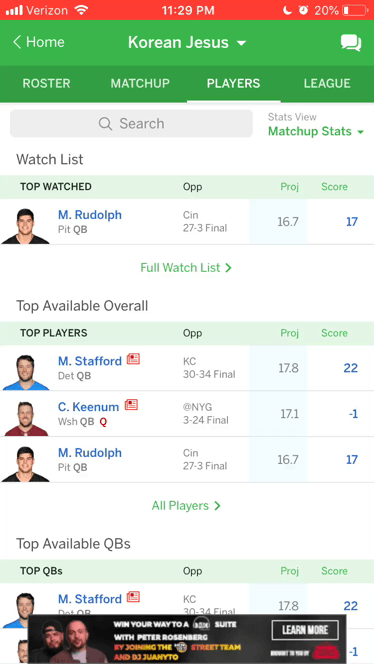 Verizon 11:29 PM 20%
Home Korean Jesus
ROSTER MATCHUP PLAYERS LEAGUE
Search
Stats View
Matchup Stats
Watch List
TOP WATCHED Opp Proj Score
M. Rudolph Cin 16.7 17
Pit QB 27-3 Final
Full Watch List
Top Available Overall
TOP PLAYERS Opp Proj Score
M. Stafford KC 17.8 22
Det QB 30-34 Final
C. Keenum @NYG 17.1 -1
Wsh QB Q 3-24 Final
M. Rudolph Cin 16.7 17
Pit QB 27-3 Final
All Players
Top Available QBs
TOP QBs Opp Proj Score
M. Stafford KC 17.8 22
Det QB 30-34 Final
-1
WIN YOUR WAY TO A SUITE
WITH PETER ROSENBERG
BY JOINING THE STREET TEAM
AND DJ JUANYTO
LEARN MORE
BROUGHT TO YOU BY